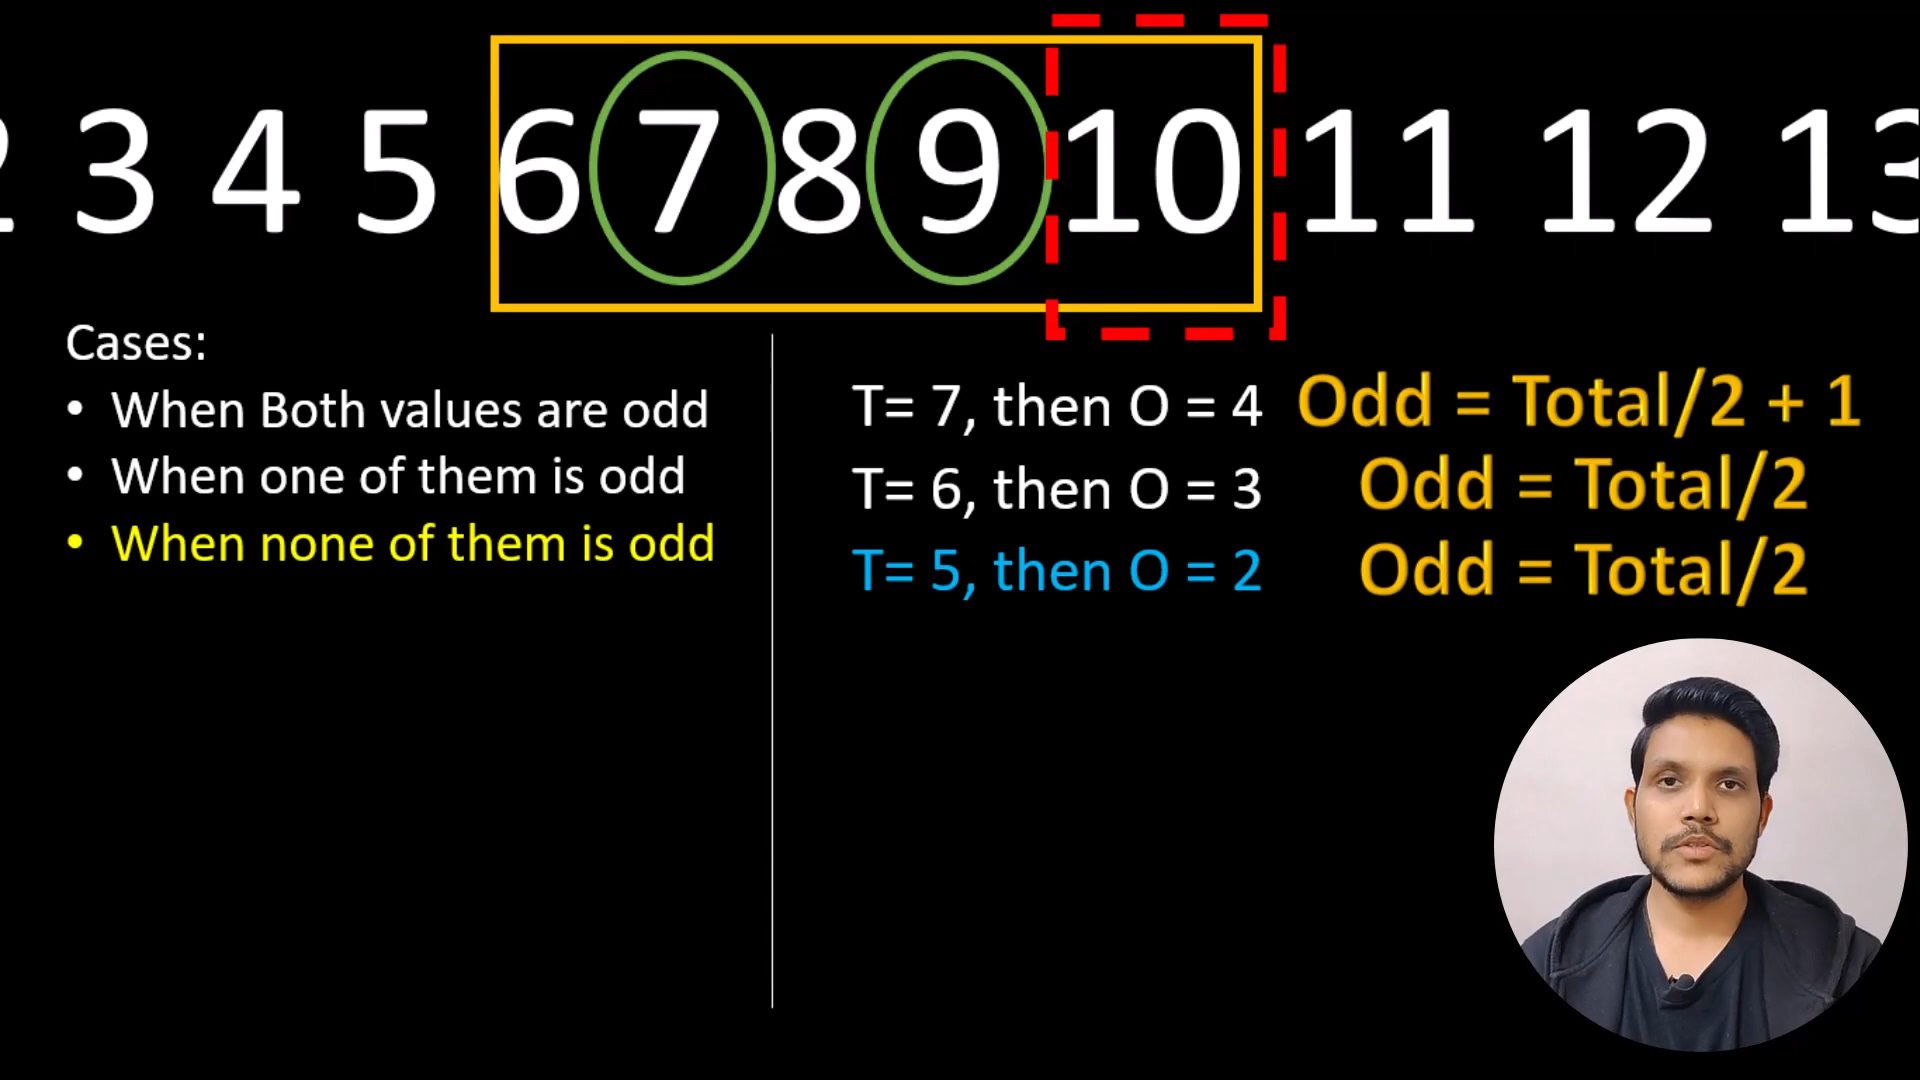 2 3 4 5 6 7 8 9 10 11 12 13
Cases:
• When Both values are odd
• When one of them is odd
• When none of them is odd
T= 7, then O = 4 Odd = Total/2 + 1
T= 6, then O = 3 Odd = Total/2
T= 5, then O = 2 Odd = Total/2